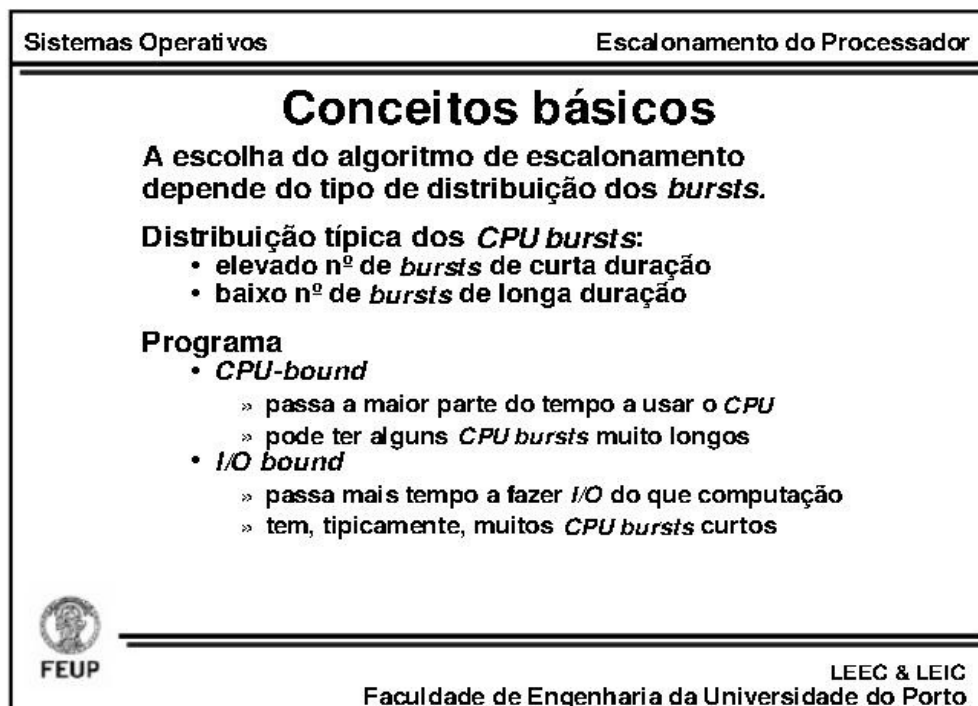 Sistemas Operativos
Escalonamento do Processador
Conceitos básicos
A escolha do algoritmo de escalonamento
depende do tipo de distribuição dos bursts.
Distribuição típica dos CPU bursts:
• elevado nº de bursts de curta duração
• baixo nº de bursts de longa duração
Programa
• CPU-bound
» passa a maior parte do tempo a usar o CPU
» pode ter alguns CPU bursts muito longos
• I/O bound
» passa mais tempo a fazer I/O do que computação
» tem, tipicamente, muitos CPU bursts curtos
FEUP
LEEC & LEIC
Faculdade de Engenharia da Universidade do Porto